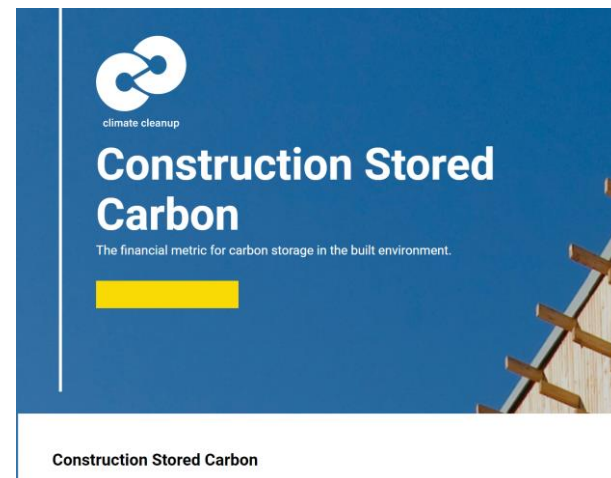 climate cleanup
Construction Stored
Carbon
The financial metric for carbon storage in the built environment.
Construction Stored Carbon